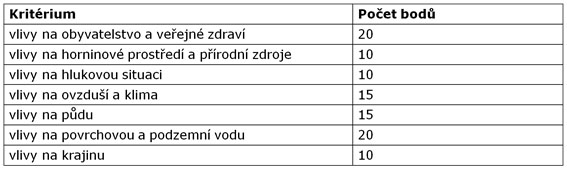 Kritérium Počet bodů
vlivy na obyvatelstvo a veřejné zdraví 20
vlivy na horninové prostředí a přírodní zdroje 10
vlivy na hlukovou situaci 10
vlivy na ovzduší a klima 15
vlivy na půdu 15
vlivy na povrchovou a podzemní vodu 20
vlivy na krajinu 10